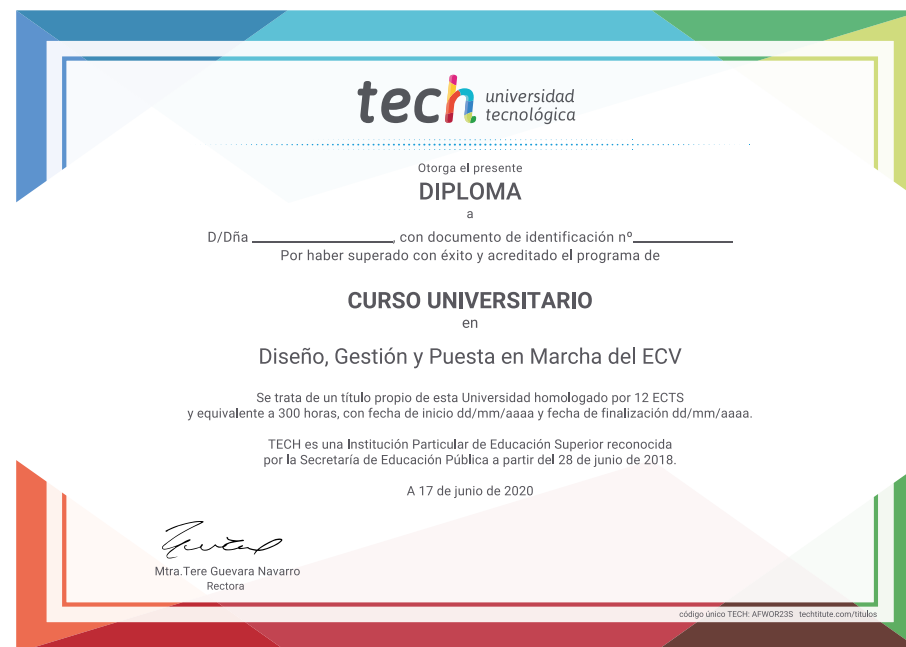 tech universidad
tecnológica
Otorga el presente
DIPLOMA
a
D/Dña ____________________, con documento de identificación nº______________
Por haber superado con éxito y acreditado el programa de
CURSO UNIVERSITARIO
en
Diseño, Gestión y Puesta en Marcha del ECV
Se trata de un título propio de esta Universidad homologado por 12 ECTS
y equivalente a 300 horas, con fecha de inicio dd/mm/aaaa y fecha de finalización dd/mm/aaaa.
TECH es una Institución Particular de Educación Superior reconocida
por la Secretaría de Educación Pública a partir del 28 de junio de 2018.
A 17 de junio de 2020
Mtra.Tere Guevara Navarro
Rectora
código único TECH: AFWOR23S techtitute.com/titulos